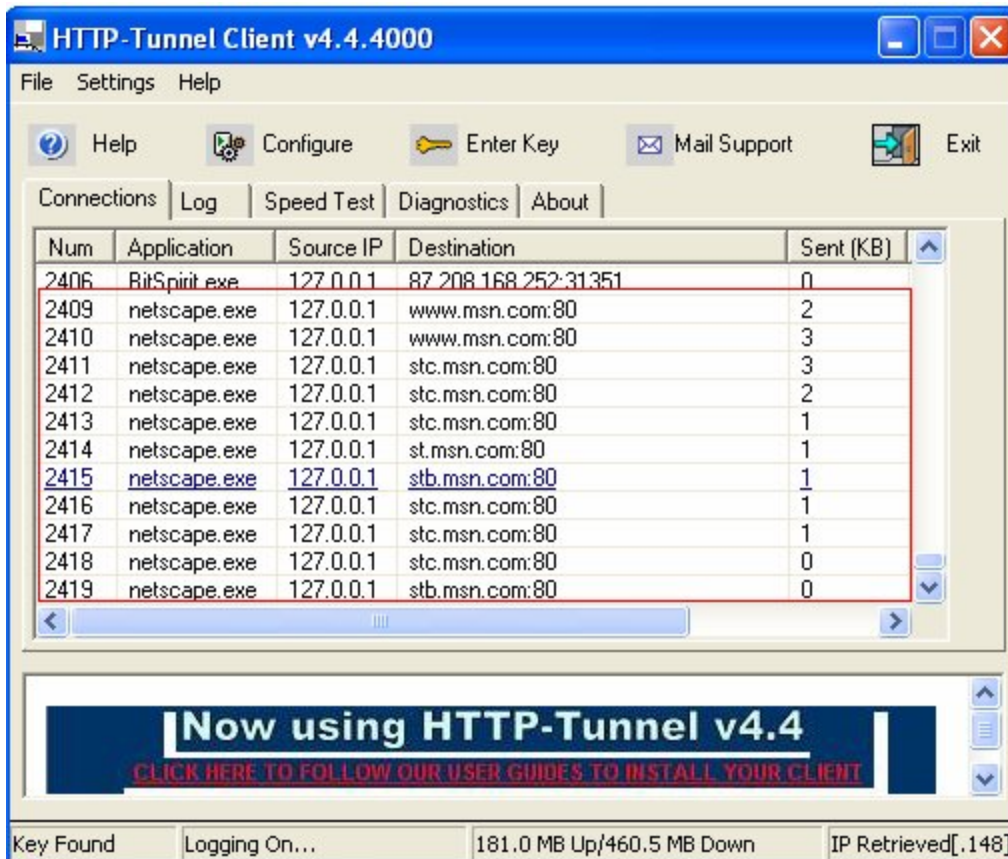 HTTP-Tunnel Client v4.4.4000
File Settings Help
Help Configure Enter Key Mail Support Exit
Connections Log Speed Test Diagnostics About
Num Application Source IP Destination Sent (KB)
2406 BitSpirit.exe 127.0.0.1 87.208.168.252:31351 0
2409 netscape.exe 127.0.0.1 www.msn.com:80 2
2410 netscape.exe 127.0.0.1 www.msn.com:80 3
2411 netscape.exe 127.0.0.1 stc.msn.com:80 3
2412 netscape.exe 127.0.0.1 stc.msn.com:80 2
2413 netscape.exe 127.0.0.1 stc.msn.com:80 1
2414 netscape.exe 127.0.0.1 st.msn.com:80 1
2415 netscape.exe 127.0.0.1 stb.msn.com:80 1
2416 netscape.exe 127.0.0.1 stc.msn.com:80 1
2417 netscape.exe 127.0.0.1 stc.msn.com:80 1
2418 netscape.exe 127.0.0.1 stc.msn.com:80 0
2419 netscape.exe 127.0.0.1 stb.msn.com:80 0
Now using HTTP-Tunnel v4.4
CLICK HERE TO FOLLOW OUR USER GUIDES TO INSTALL YOUR CLIENT
Key Found Logging On... 181.0 MB Up/460.5 MB Down IP Retrieved[.148]